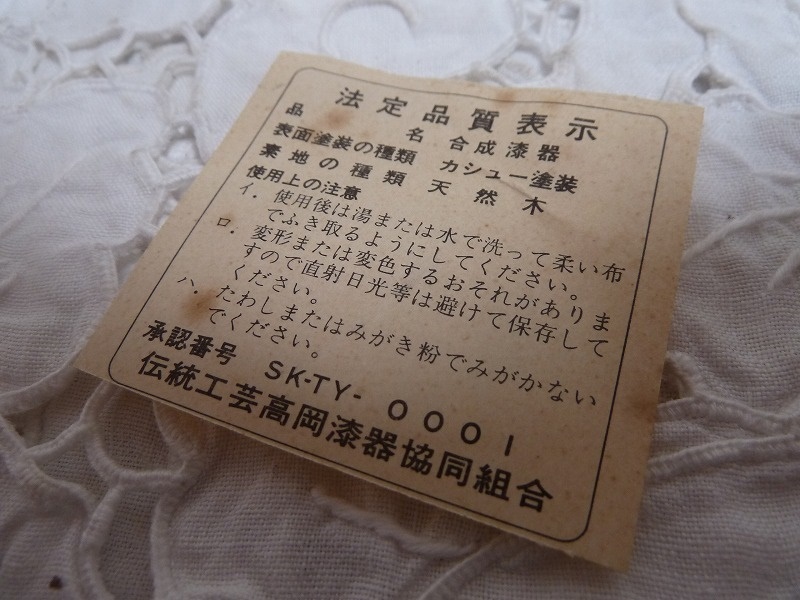 法定品質表示
品名 合成漆器
表面塗装の種類 カシュー塗装
素地の種類 天然木
使用上の注意
イ. 使用後は湯または水で洗って柔い布
でふき取るようにしてください。
ロ. 変形または変色するおそれがありま
すので直射日光等は避けて保存して
ください。
ハ. たわしまたはみがき粉でみがかない
でください。
承認番号 SK-TY-0001
伝統工芸高岡漆器協同組合